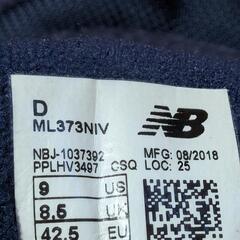 D
ML373NIV
NB
NBJ-1037392 MFG: 08/2018
PPLHV3497 CSQ LOC: 25
9 US
8.5 UK
42.5 EU